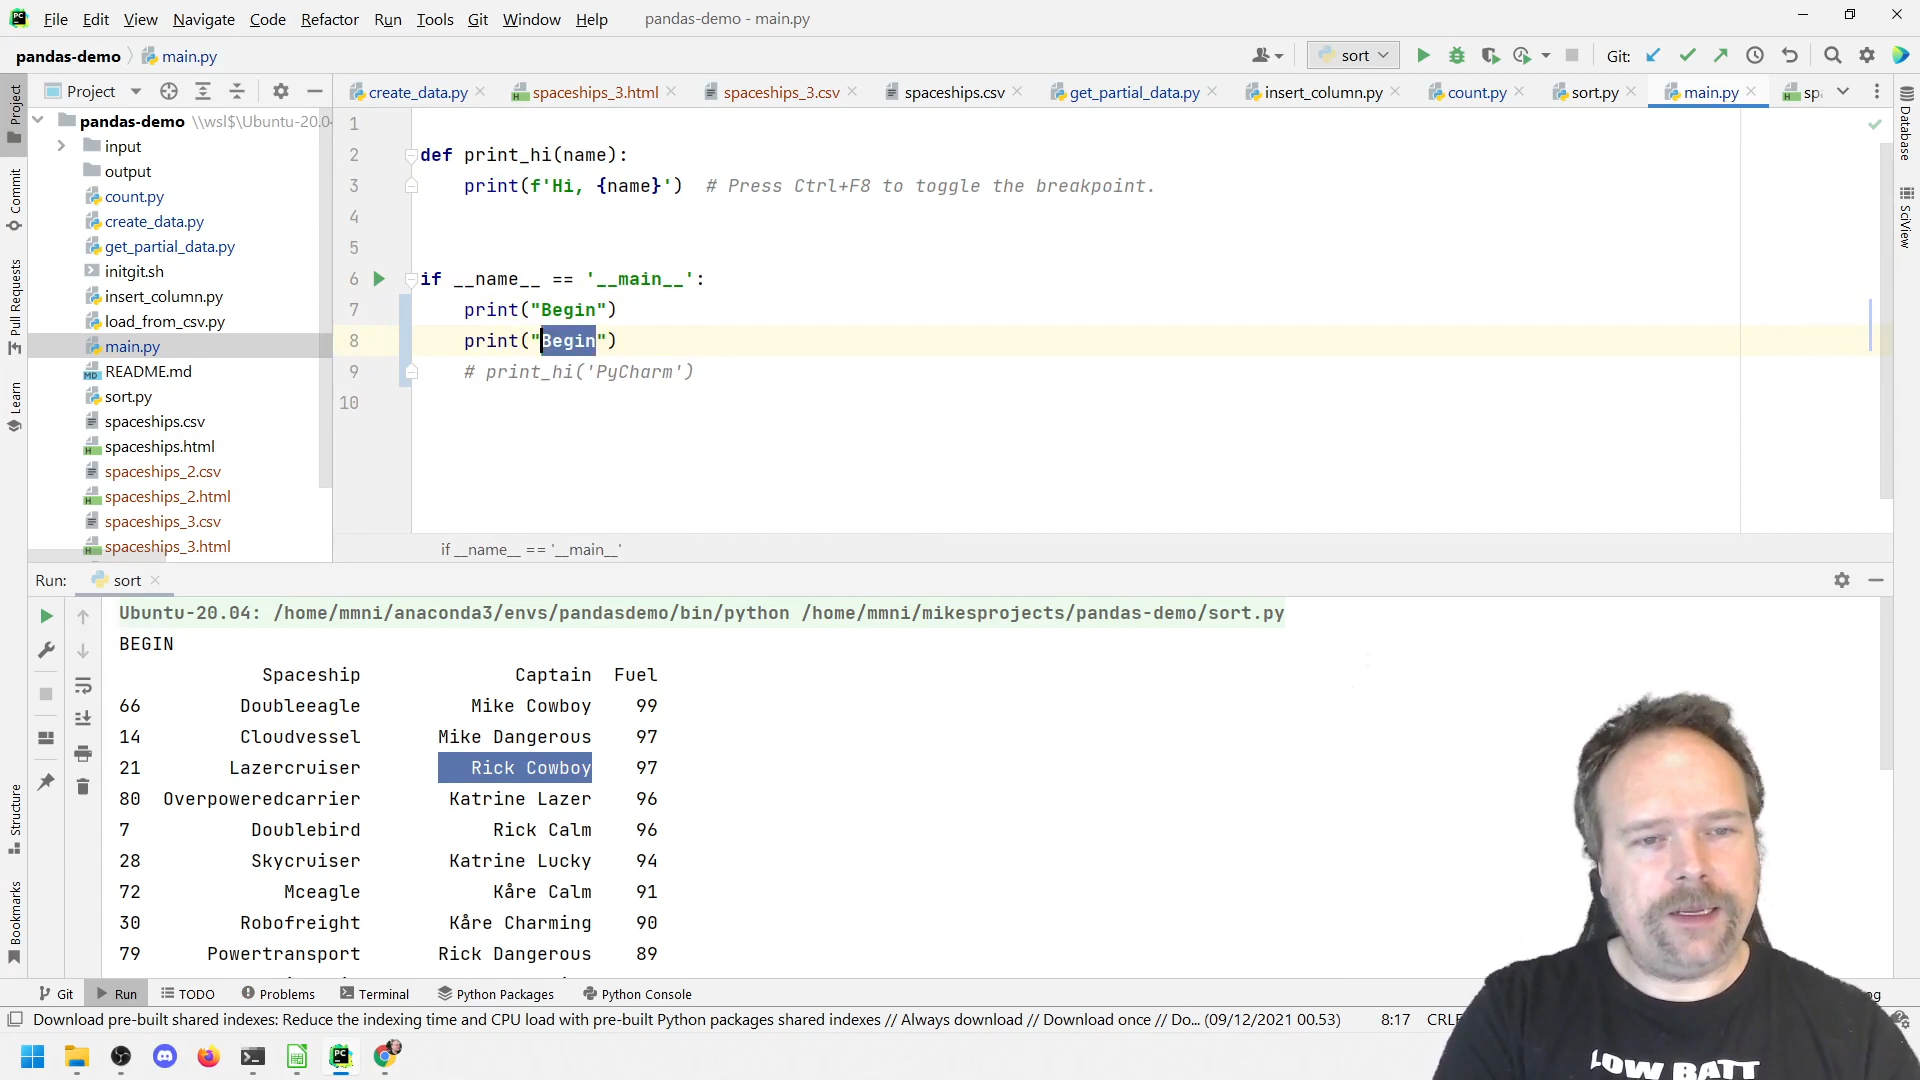 File Edit View Navigate Code Refactor Run Tools Git Window Help pandas-demo - main.py
pandas-demo main.py sort Git:
Project create_data.py spaceships_3.html spaceships_3.csv spaceships.csv get_partial_data.py insert_column.py count.py sort.py main.py
pandas-demo \\wsl$\Ubuntu-20.0
input
output
count.py
create_data.py
get_partial_data.py
initgit.sh
insert_column.py
load_from_csv.py
main.py
README.md
sort.py
spaceships.csv
spaceships.html
spaceships_2.csv
spaceships_2.html
spaceships_3.csv
spaceships_3.html
Project
Commit
Pull Requests
Learn
Structure
Bookmarks
Database
SciView
1
2 def print_hi(name):
3 print(f'Hi, {name}') # Press Ctrl+F8 to toggle the breakpoint.
4
5
6 if __name__ == '__main__':
7 print("Begin")
8 print("Begin")
9 # print_hi('PyCharm')
10
if __name__ == '__main__'
Run: sort
Ubuntu-20.04: /home/mmni/anaconda3/envs/pandasdemo/bin/python /home/mmni/mikesprojects/pandas-demo/sort.py
BEGIN
Spaceship Captain Fuel
66 Doubleeagle Mike Cowboy 99
14 Cloudvessel Mike Dangerous 97
21 Lazercruiser Rick Cowboy 97
80 Overpoweredcarrier Katrine Lazer 96
7 Doublebird Rick Calm 96
28 Skycruiser Katrine Lucky 94
72 Mceagle Kåre Calm 91
30 Robofreight Kåre Charming 90
79 Powertransport Rick Dangerous 89
Git Run TODO Problems Terminal Python Packages Python Console
Download pre-built shared indexes: Reduce the indexing time and CPU load with pre-built Python packages shared indexes // Always download // Download once // Do... (09/12/2021 00.53) 8:17 CRLF
LOW BATT